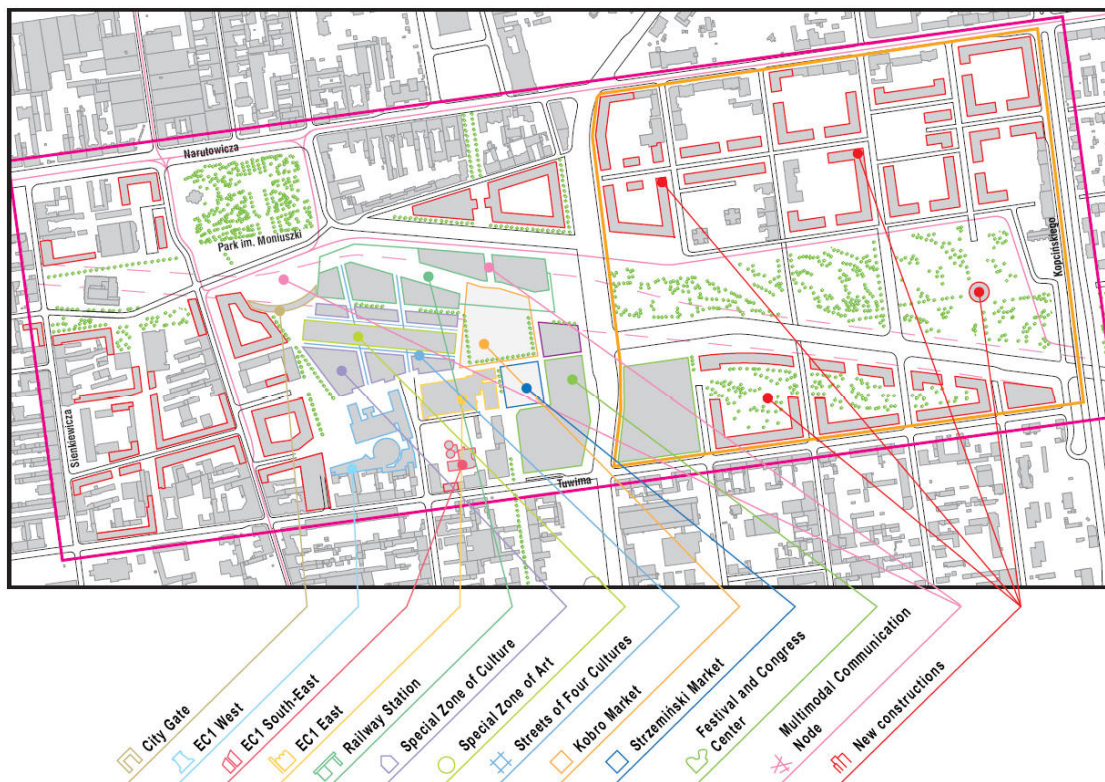 Narutowicza
Park im. Moniuszki
Kopcińskiego
Sienkiewicza
Tuwima
City Gate
EC1 West
EC1 South-East
EC1 East
Railway Station
Special Zone of Culture
Special Zone of Art
Streets of Four Cultures
Kobro Market
Strzemiński Market
Festival and Congress
Center
Multimodal Communication
Node
New constructions